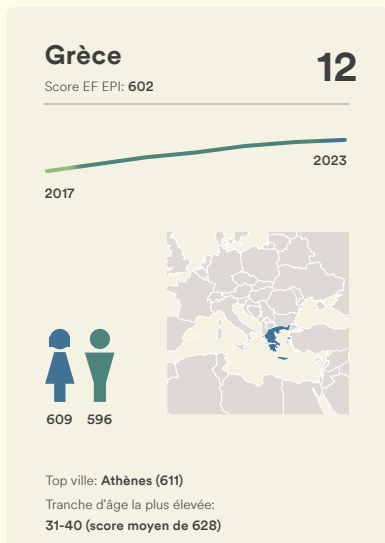 Grèce
12
Score EF EPI: 602
2023
2017
609 596
Top ville: Athènes (611)
Tranche d'âge la plus élevée:
31-40 (score moyen de 628)